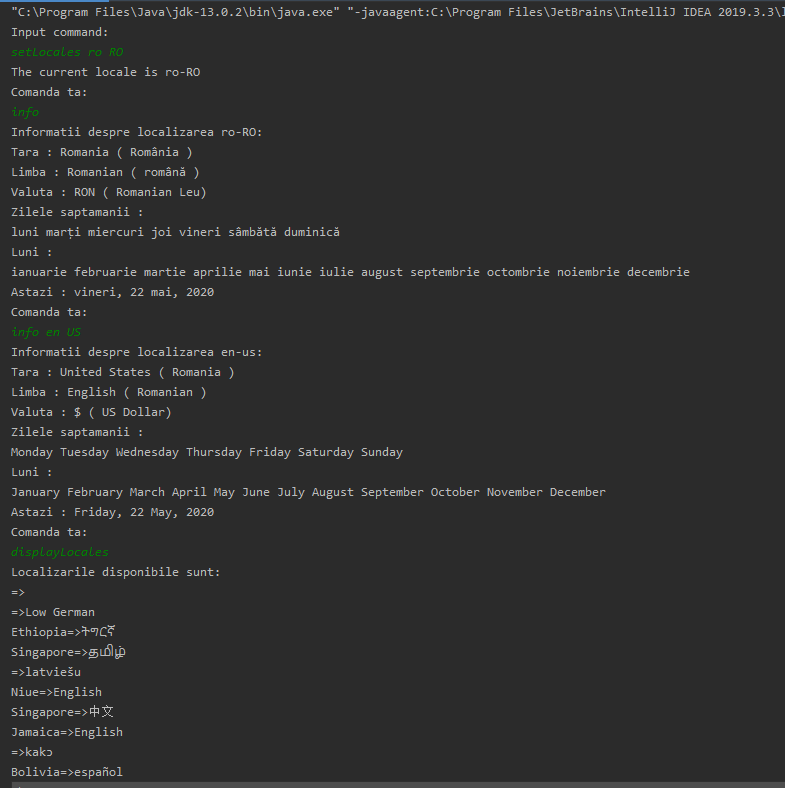 "C:\Program Files\Java\jdk-13.0.2\bin\java.exe" "-javaagent:C:\Program Files\JetBrains\IntelliJ IDEA 2019.3.3\l
Input command:
setLocales ro RO
The current locale is ro-RO
Comanda ta:
info
Informatii despre localizarea ro-RO:
Tara : Romania ( România )
Limba : Romanian ( română )
Valuta : RON ( Romanian Leu)
Zilele saptamanii :
luni marți miercuri joi vineri sâmbătă duminică
Luni :
ianuarie februarie martie aprilie mai iunie iulie august septembrie octombrie noiembrie decembrie
Astazi : vineri, 22 mai, 2020
Comanda ta:
info en US
Informatii despre localizarea en-us:
Tara : United States ( Romania )
Limba : English ( Romanian )
Valuta : $ ( US Dollar)
Zilele saptamanii :
Monday Tuesday Wednesday Thursday Friday Saturday Sunday
Luni :
January February March April May June July August September October November December
Astazi : Friday, 22 May, 2020
Comanda ta:
displayLocales
Localizarile disponibile sunt:
=>
=>Low German
Ethiopia=>ትግርኛ
Singapore=>தமிழ்
=>latviešu
Niue=>English
Singapore=>中文
Jamaica=>English
=>kakɔ
Bolivia=>español